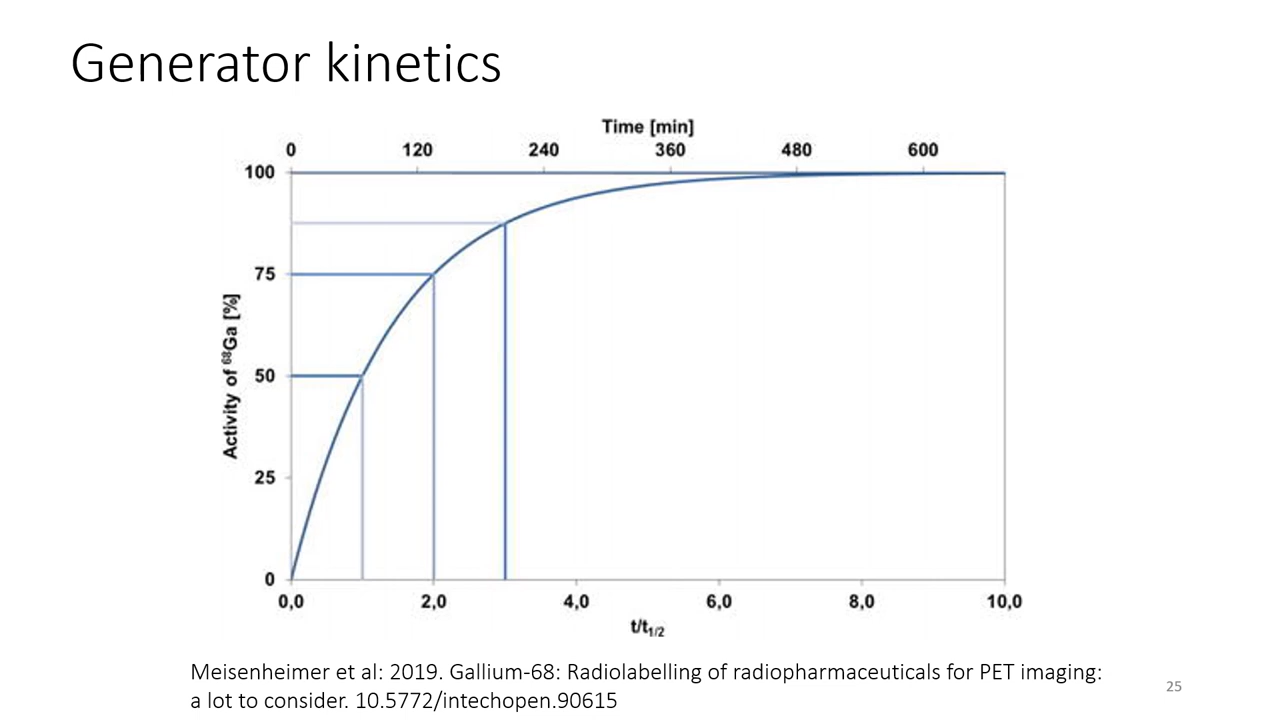 Generator kinetics
Time [min]
0 120 240 360 480 600
100
75
50
25
0
Activity of ⁶⁸Ga [%]
0,0 2,0 4,0 6,0 8,0 10,0
t/t₁/₂
Meisenheimer et al: 2019. Gallium-68: Radiolabelling of radiopharmaceuticals for PET imaging:
a lot to consider. 10.5772/intechopen.90615
25